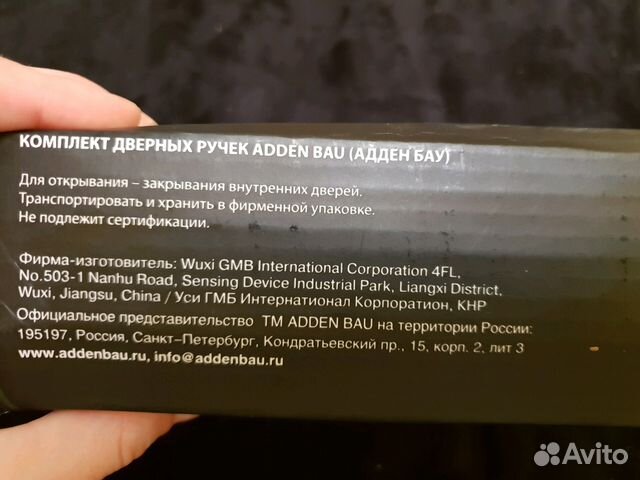 КОМПЛЕКТ ДВЕРНЫХ РУЧЕК ADDEN BAU (АДДЕН БАУ)
Для открывания – закрывания внутренних дверей.
Транспортировать и хранить в фирменной упаковке.
Не подлежит сертификации.
Фирма-изготовитель: Wuxi GMB International Corporation 4FL,
No.503-1 Nanhu Road, Sensing Device Industrial Park, Liangxi District,
Wuxi, Jiangsu, China / Уси ГМБ Интернатионал Корпоратион, КНР
Официальное представительство ТМ ADDEN BAU на территории России:
195197, Россия, Санкт-Петербург, Кондратьевский пр., 15, корп. 2, лит 3
www.addenbau.ru, info@addenbau.ru
Avito